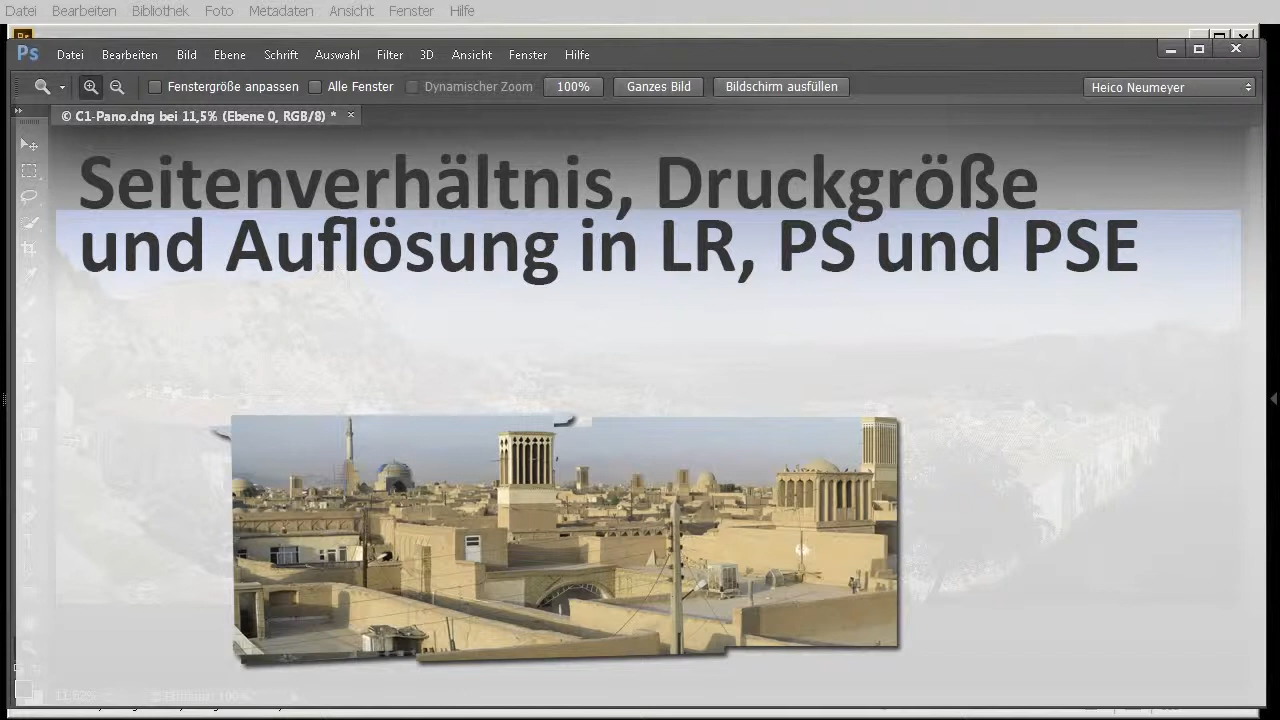 Datei Bearbeiten Bibliothek Foto Metadaten Ansicht Fenster Hilfe
Br
Ps Datei Bearbeiten Bild Ebene Schrift Auswahl Filter 3D Ansicht Fenster Hilfe
Fenstergröße anpassen Alle Fenster Dynamischer Zoom 100% Ganzes Bild Bildschirm ausfüllen Heico Neumeyer
© C1-Pano.dng bei 11,5% (Ebene 0, RGB/8) * ×
Seitenverhältnis, Druckgröße
und Auflösung in LR, PS und PSE